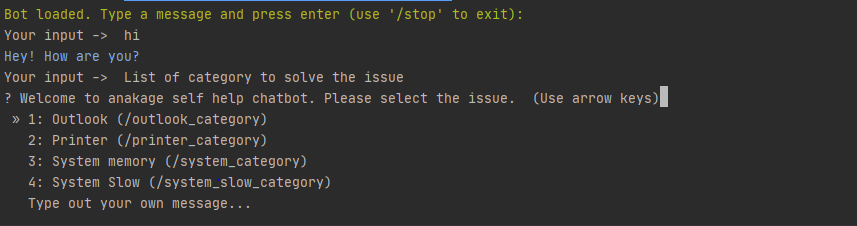 Bot loaded. Type a message and press enter (use '/stop' to exit):
Your input ->  hi
Hey! How are you?
Your input ->  List of category to solve the issue
? Welcome to anakage self help chatbot. Please select the issue.  (Use arrow keys)
» 1: Outlook (/outlook_category)
2: Printer (/printer_category)
3: System memory (/system_category)
4: System Slow (/system_slow_category)
Type out your own message...